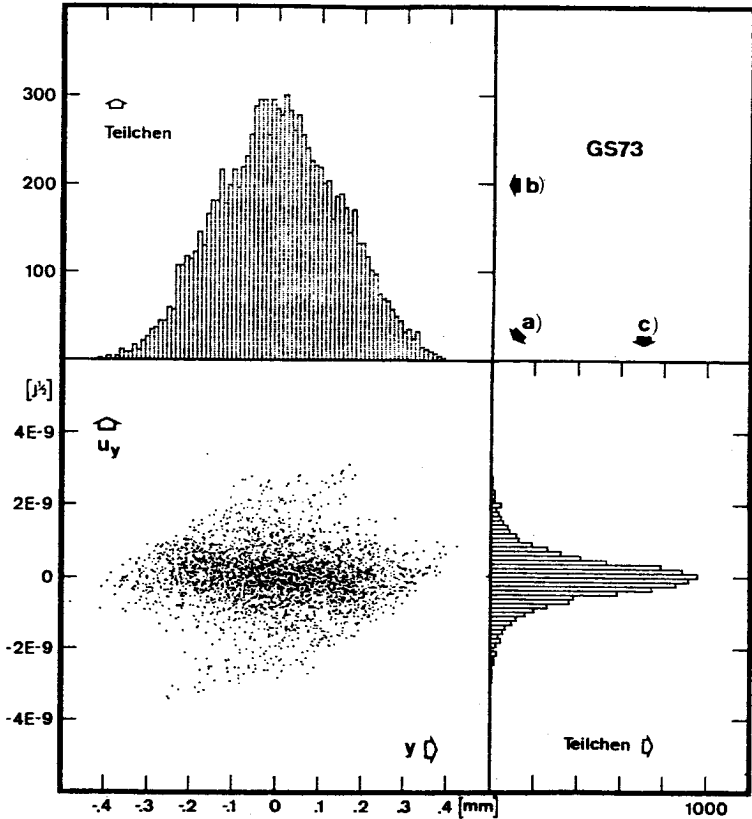 300
Teilchen
200
100
GS73
b)
a)
c)
[J½]
4E-9
u_y
2E-9
0
-2E-9
-4E-9
y
Teilchen
-.4 -.3 -.2 -.1 0 .1 .2 .3 .4 [mm]
1000